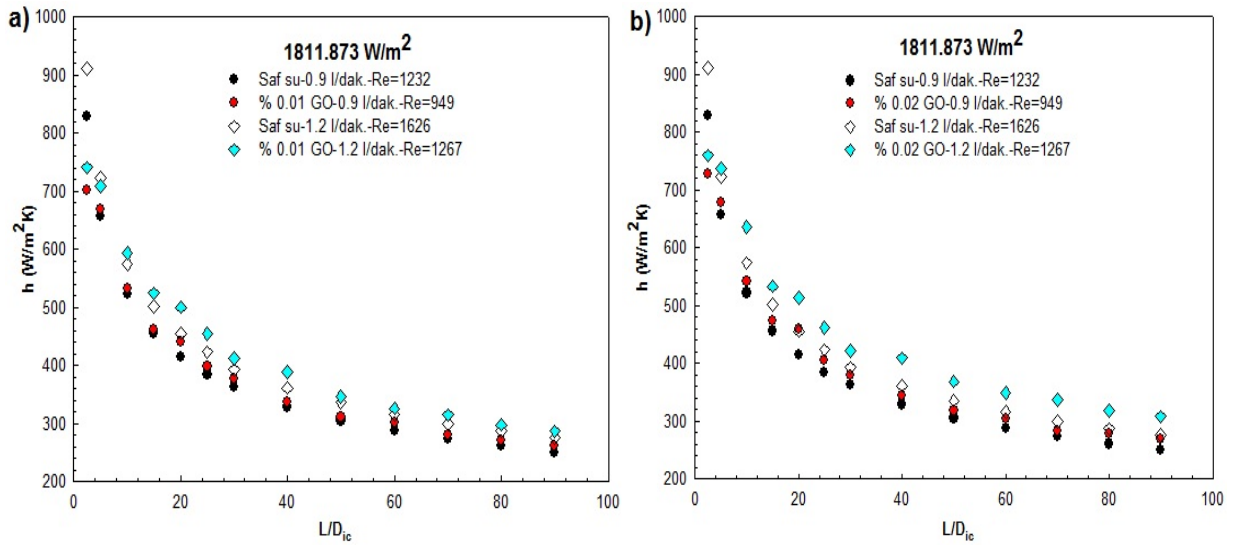 a)
1811.873 W/m²
Saf su-0.9 l/dak.-Re=1232
% 0.01 GO-0.9 l/dak.-Re=949
Saf su-1.2 l/dak.-Re=1626
% 0.01 GO-1.2 l/dak.-Re=1267
h (W/m²K)
1000
900
800
700
600
500
400
300
200
0 20 40 60 80 100
L/D_ic
b)
1811.873 W/m²
Saf su-0.9 l/dak.-Re=1232
% 0.02 GO-0.9 l/dak.-Re=949
Saf su-1.2 l/dak.-Re=1626
% 0.02 GO-1.2 l/dak.-Re=1267
h (W/m²K)
1000
900
800
700
600
500
400
300
200
0 20 40 60 80 100
L/D_ic